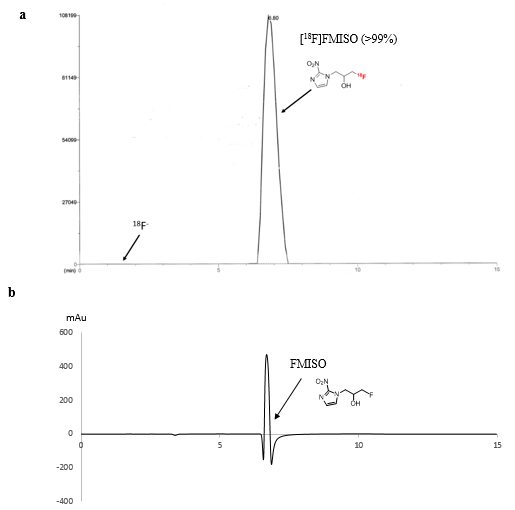 a
108199
6.80
[18F]FMISO (>99%)
O2N
N
N
18F
OH
81149
54099
27049
18F-
0
(min) 0 5 10 15
b
mAu
600
400
200
0
-200
-400
FMISO
O2N
N
N
F
OH
0 5 10 15